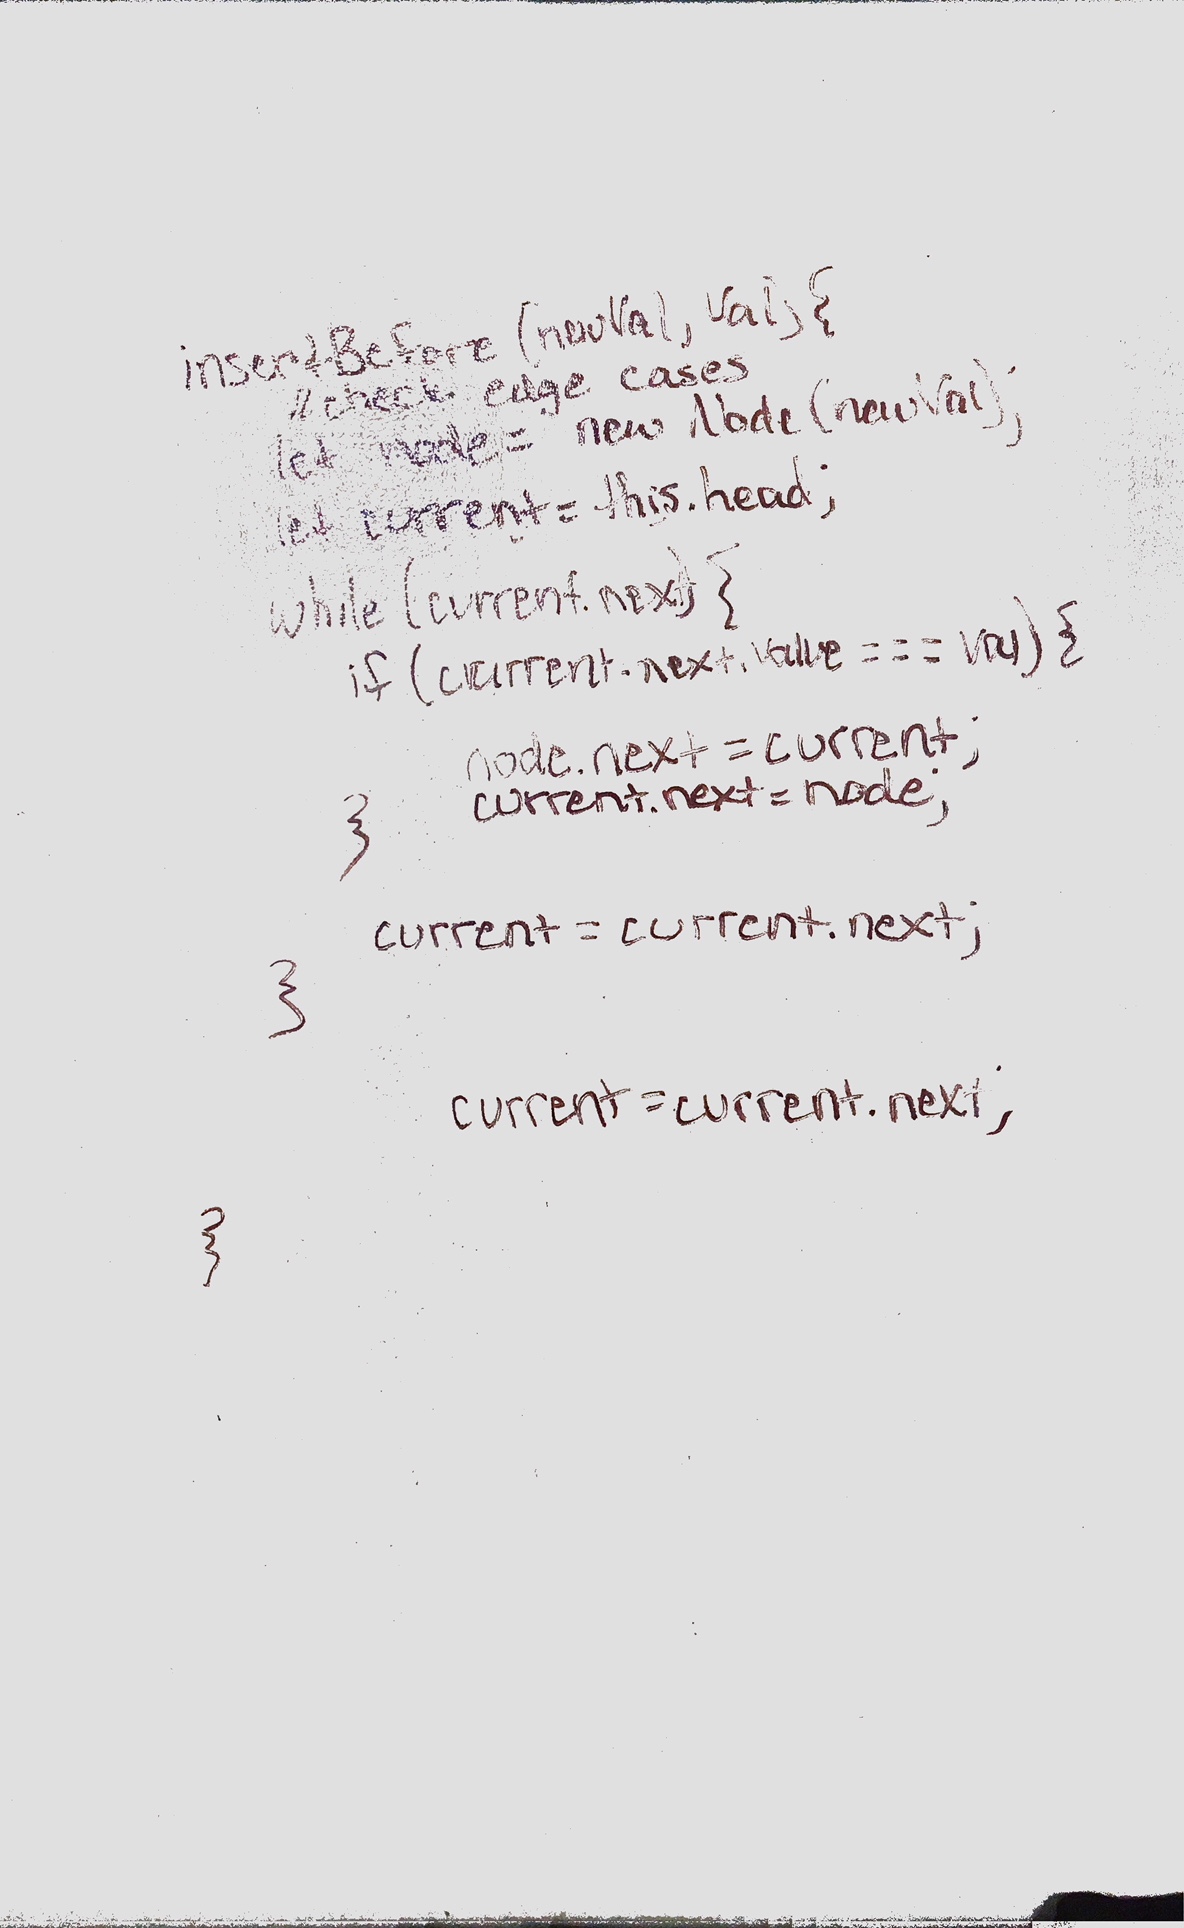 insertBefore (newVal, val) {
// check edge cases
let node = new Node (newVal);
let current = this.head;
while (current.next) {
if (current.next.value === val) {
node.next = current;
current.next = node;
}
current = current.next;
}
current = current.next;
}